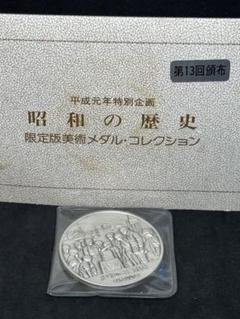 第13回頒布
平成元年特別企画
昭和の歴史
限定版美術メダル・コレクション